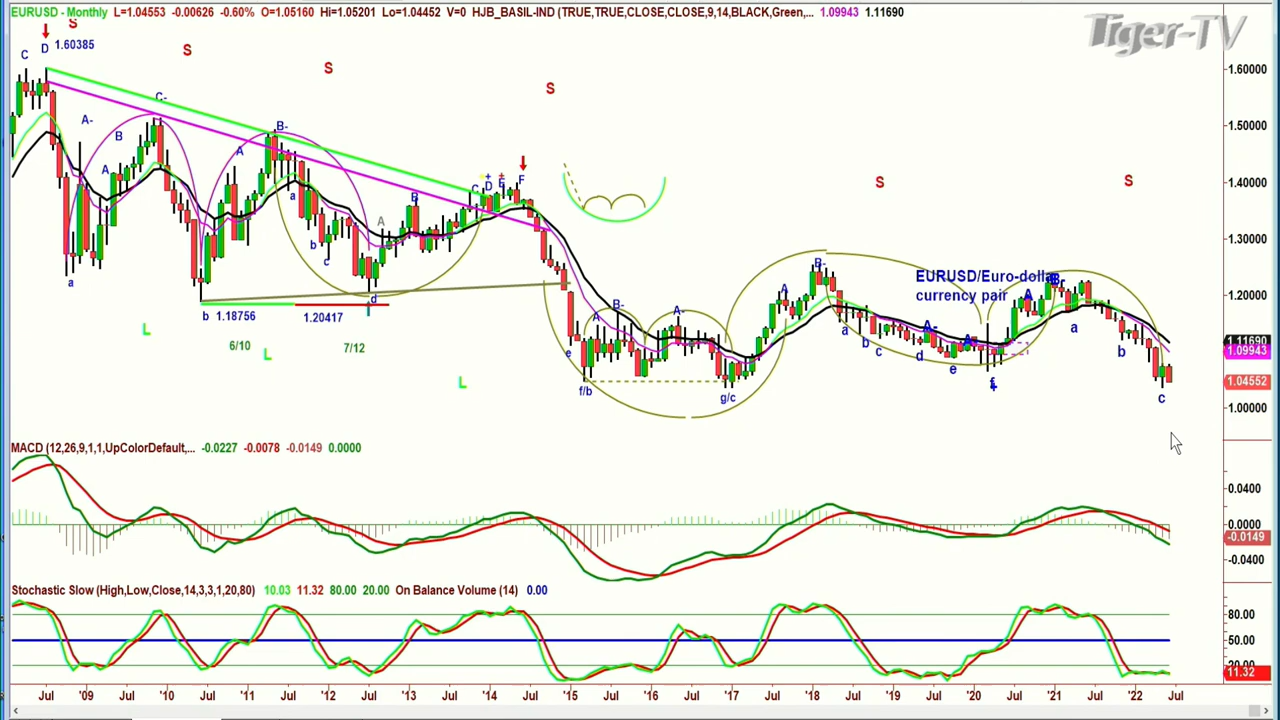 EURUSD - Monthly L=1.04553 -0.00626 -0.60% O=1.05160 Hi=1.05201 Lo=1.04452 V=0 HJB_BASIL-IND (TRUE,TRUE,CLOSE,CLOSE,9,14,BLACK,Green,... 1.09943 1.11690
Tiger-TV
S
C D 1.60385
S
S
S
1.60000
C-
A- B
B-
1.50000
A A
C D E F
1.40000
a
B
S
S
A
b
c
1.30000
a
B-
EURUSD/Euro-dollar
currency pair
A
A B
d
1.20000
b 1.18756 1.20417
L
6/10 L 7/12
B- A-
A
a
A- A
a
b
c
d
e
f
b
1.11690
1.09943
e
f/b g/c
L
c
1.04552
1.00000
MACD (12,26,9,1,1,UpColorDefault,... -0.0227 -0.0078 -0.0149 0.0000
0.0400
0.0000
-0.0149
-0.0400
Stochastic Slow (High,Low,Close,14,3,3,1,20,80) 10.03 11.32 80.00 20.00 On Balance Volume (14) 0.00
80.00
50.00
20.00
11.32
Jul '09 Jul '10 Jul '11 Jul '12 Jul '13 Jul '14 Jul '15 Jul '16 Jul '17 Jul '18 Jul '19 Jul '20 Jul '21 Jul '22 Jul